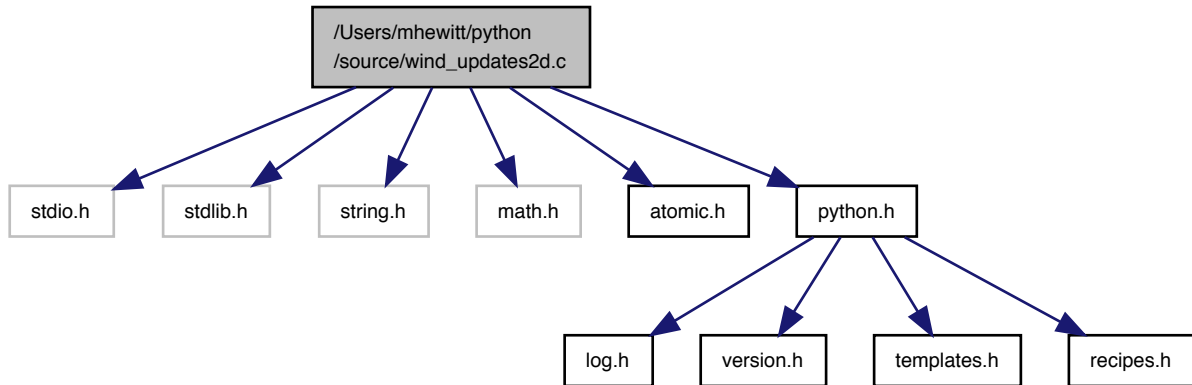 /Users/mhewitt/python
/source/wind_updates2d.c
stdio.h
stdlib.h
string.h
math.h
atomic.h
python.h
log.h
version.h
templates.h
recipes.h